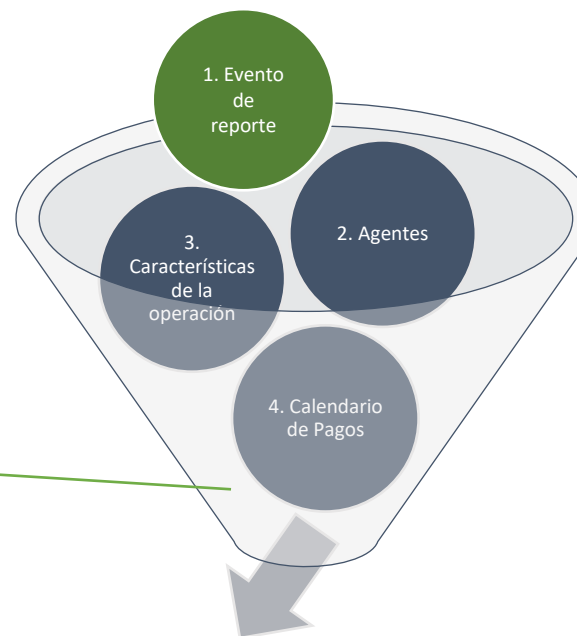 1. Evento
de
reporte
2. Agentes
3.
Características
de la
operación
4. Calendario
de Pagos